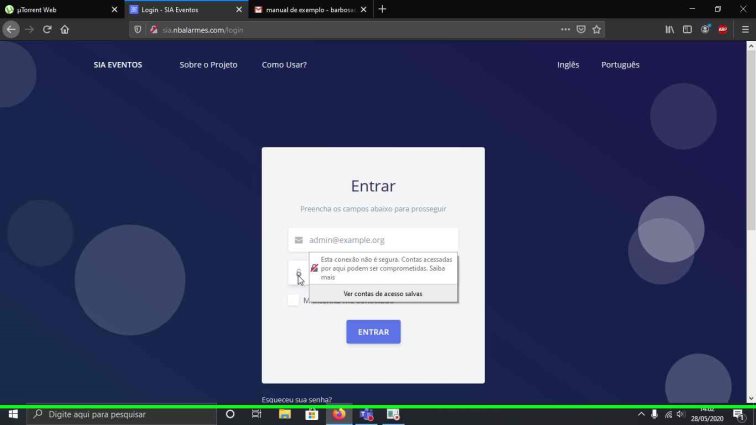 µTorrent Web
Login - SIA Eventos
manual de exemplo - barbosa
sia.nbalarmes.com/login
ABP
SIA EVENTOS
Sobre o Projeto
Como Usar?
Inglês
Português
Entrar
Preencha os campos abaixo para prosseguir
admin@example.org
Esta conexão não é segura. Contas acessadas
por aqui podem ser comprometidas. Saiba
mais
Ver contas de acesso salvas
ENTRAR
Esqueceu sua senha?
Digite aqui para pesquisar
14:02
28/05/2020